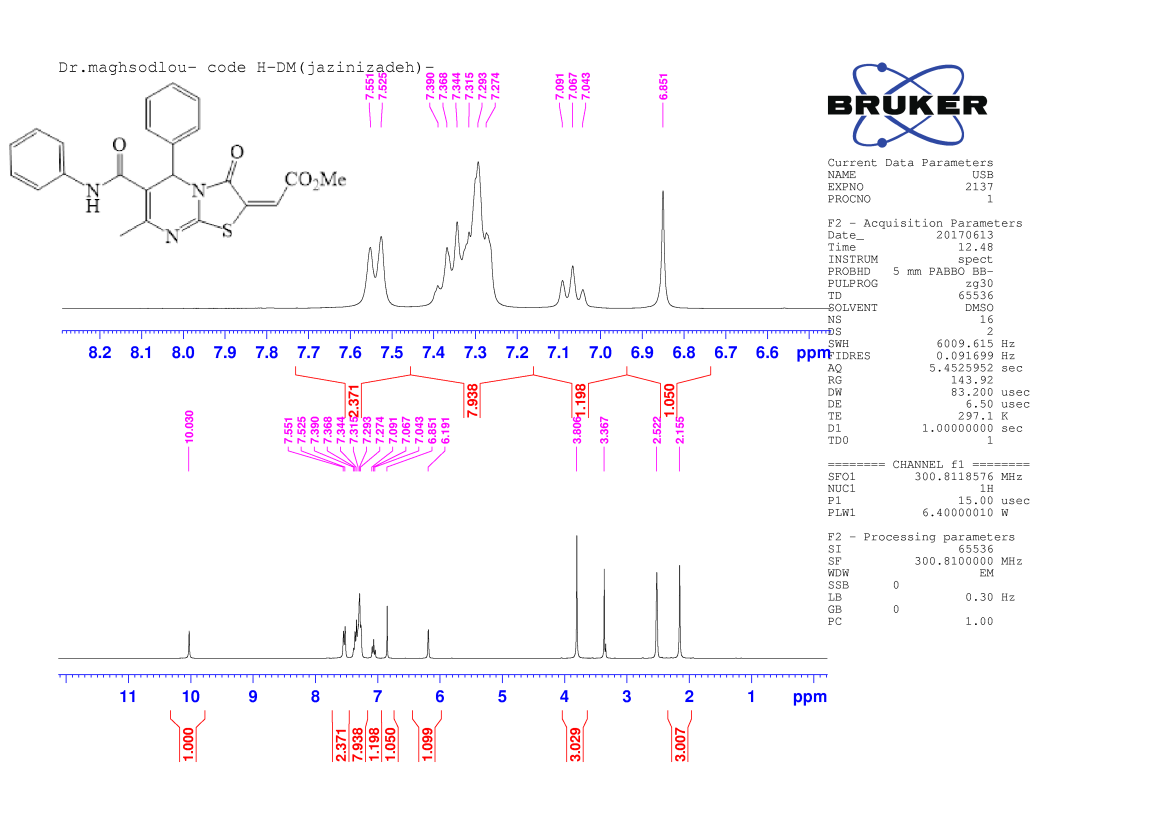 Dr.maghsodlou- code H-DM(jazinizadeh)-
7.551
7.525
7.390
7.368
7.344
7.315
7.293
7.274
7.091
7.067
7.043
6.851
O
N
H
O
N
N
S
CO2Me
8.2 8.1 8.0 7.9 7.8 7.7 7.6 7.5 7.4 7.3 7.2 7.1 7.0 6.9 6.8 6.7 6.6 ppm
2.371
7.938
1.198
1.050
10.030
7.551
7.525
7.390
7.368
7.344
7.315
7.293
7.274
7.091
7.067
7.043
6.851
6.191
3.806
3.367
2.522
2.155
11 10 9 8 7 6 5 4 3 2 1 ppm
1.000
2.371
7.938
1.198
1.050
1.099
3.029
3.007
BRUKER
Current Data Parameters
NAME USB
EXPNO 2137
PROCNO 1
F2 - Acquisition Parameters
Date_ 20170613
Time 12.48
INSTRUM spect
PROBHD 5 mm PABBO BB-
PULPROG zg30
TD 65536
SOLVENT DMSO
NS 16
DS 2
SWH 6009.615 Hz
FIDRES 0.091699 Hz
AQ 5.4525952 sec
RG 143.92
DW 83.200 usec
DE 6.50 usec
TE 297.1 K
D1 1.00000000 sec
TD0 1
======== CHANNEL f1 ========
SFO1 300.8118576 MHz
NUC1 1H
P1 15.00 usec
PLW1 6.40000010 W
F2 - Processing parameters
SI 65536
SF 300.8100000 MHz
WDW EM
SSB 0
LB 0.30 Hz
GB 0
PC 1.00